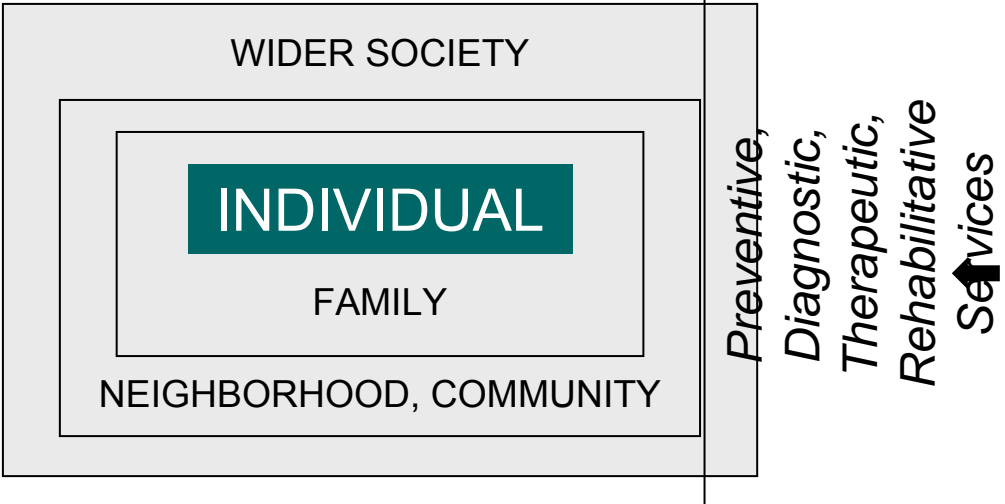 WIDER SOCIETY
INDIVIDUAL
FAMILY
NEIGHBORHOOD, COMMUNITY
Preventive,
Diagnostic,
Therapeutic,
Rehabilitative
Services